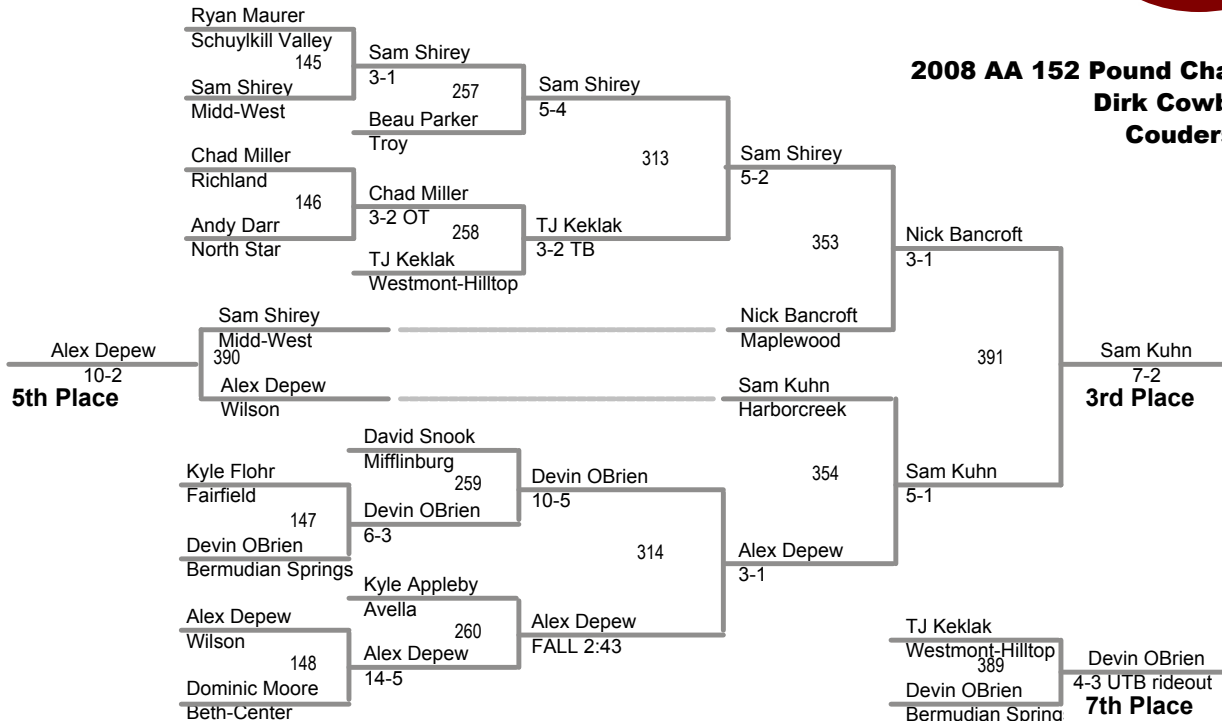 2008 AA 152 Pound Cha
Dirk Cowb
Couders
Ryan Maurer
Schuylkill Valley
145
Sam Shirey
Midd-West
Sam Shirey
3-1
257
Beau Parker
Troy
Sam Shirey
5-4
Chad Miller
Richland
146
Andy Darr
North Star
Chad Miller
3-2 OT
258
TJ Keklak
Westmont-Hilltop
TJ Keklak
3-2 TB
313
Sam Shirey
5-2
353
Nick Bancroft
Maplewood
Nick Bancroft
3-1
Sam Shirey
Midd-West
390
Alex Depew
Wilson
Alex Depew
10-2
5th Place
391
Sam Kuhn
7-2
3rd Place
Sam Kuhn
Harborcreek
354
Sam Kuhn
5-1
David Snook
Mifflinburg
259
Kyle Flohr
Fairfield
147
Devin OBrien
Bermudian Springs
Devin OBrien
6-3
Devin OBrien
10-5
314
Alex Depew
3-1
Kyle Appleby
Avella
260
Alex Depew
Wilson
148
Dominic Moore
Beth-Center
Alex Depew
14-5
Alex Depew
FALL 2:43
TJ Keklak
Westmont-Hilltop
389
Devin OBrien
Bermudian Spring
Devin OBrien
4-3 UTB rideout
7th Place